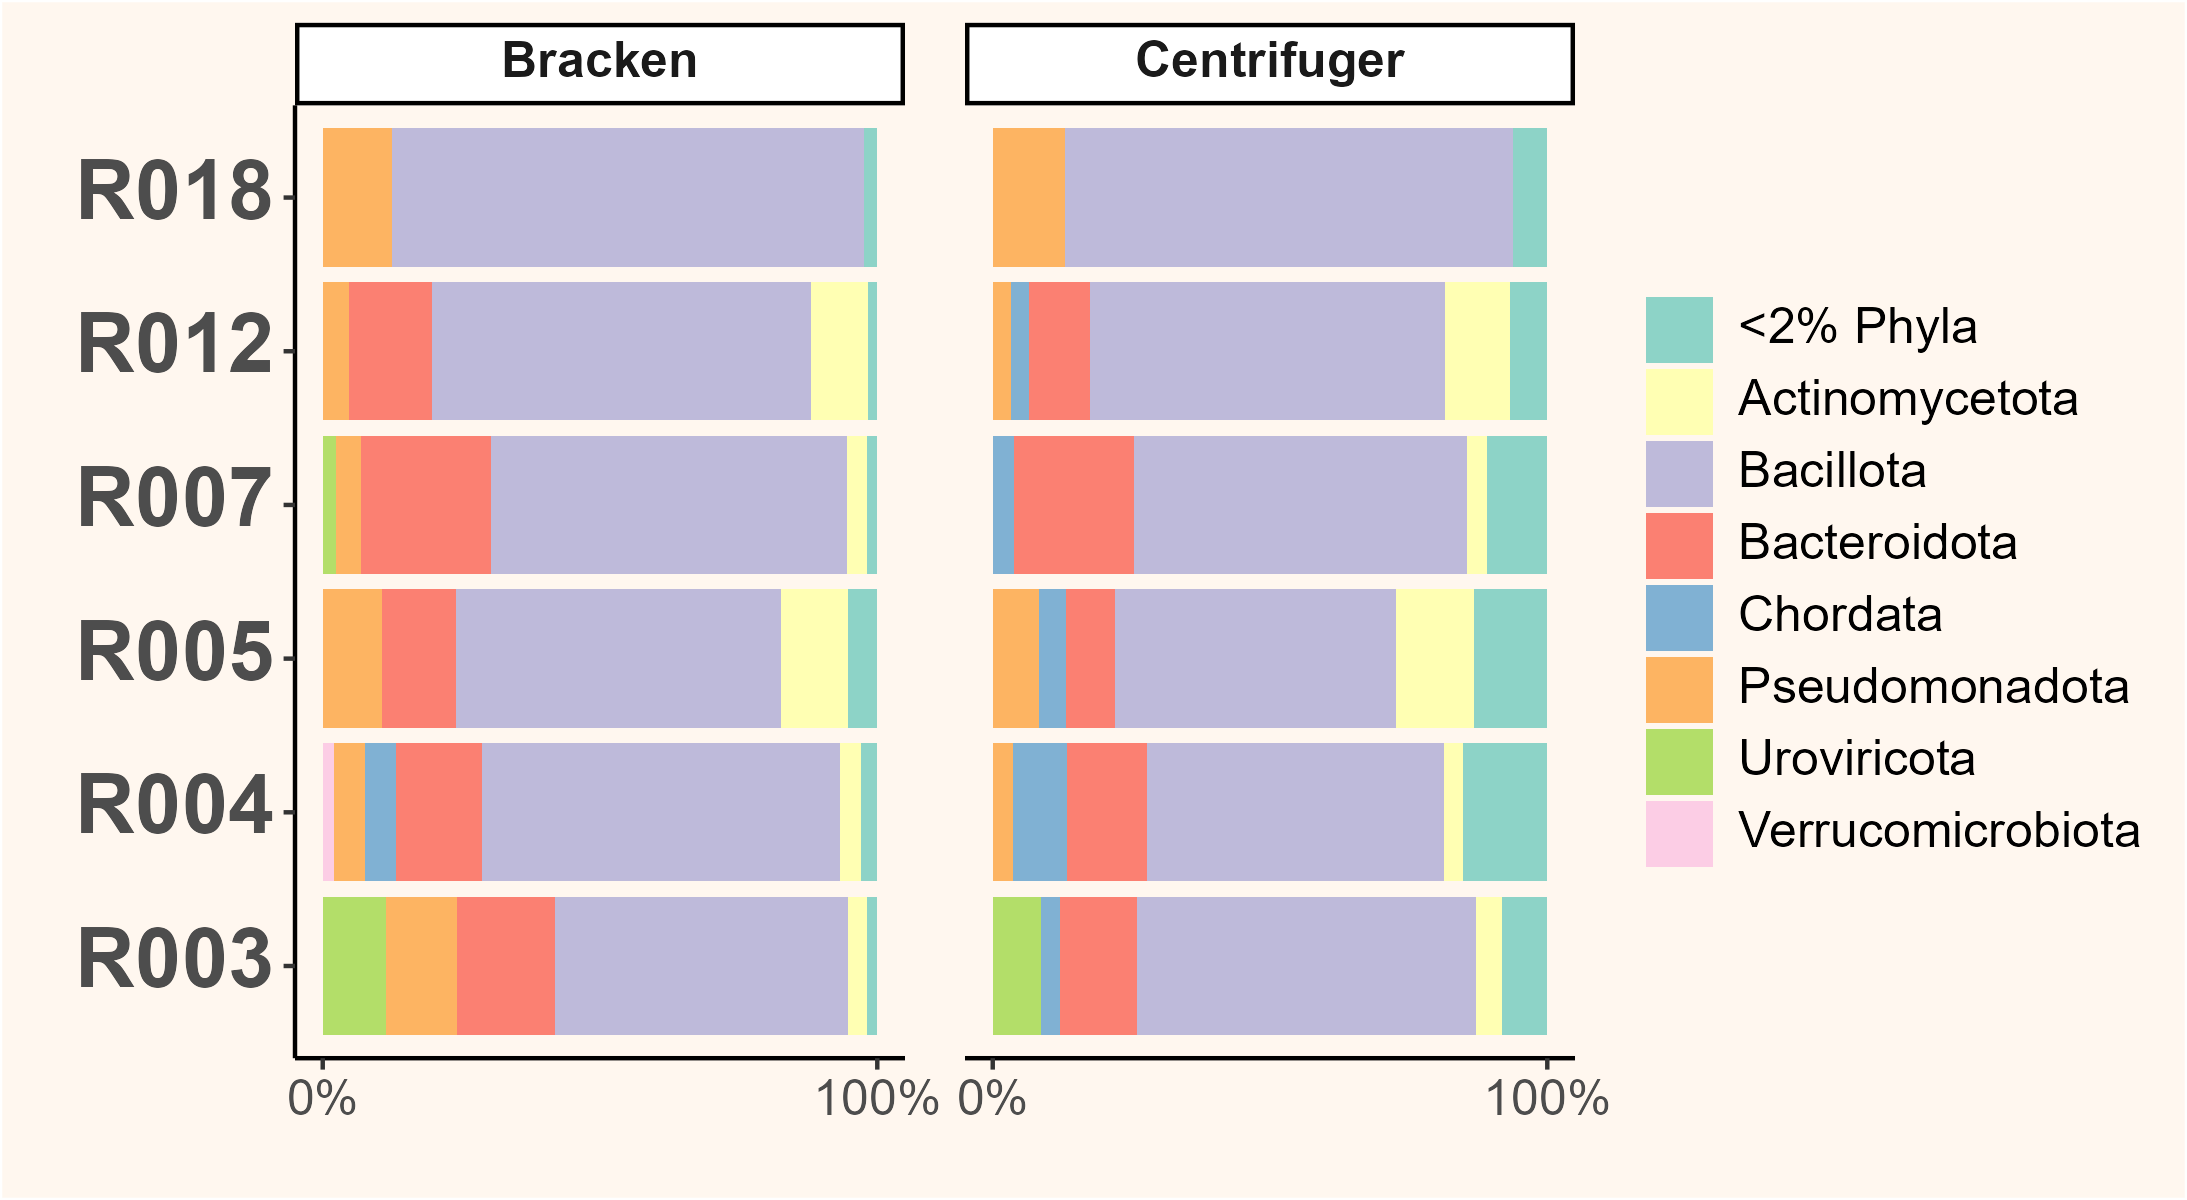 Bracken
Centrifuger
R018
R012
R007
R005
R004
R003
0%
100%
0%
100%
<2% Phyla
Actinomycetota
Bacillota
Bacteroidota
Chordata
Pseudomonadota
Uroviricota
Verrucomicrobiota